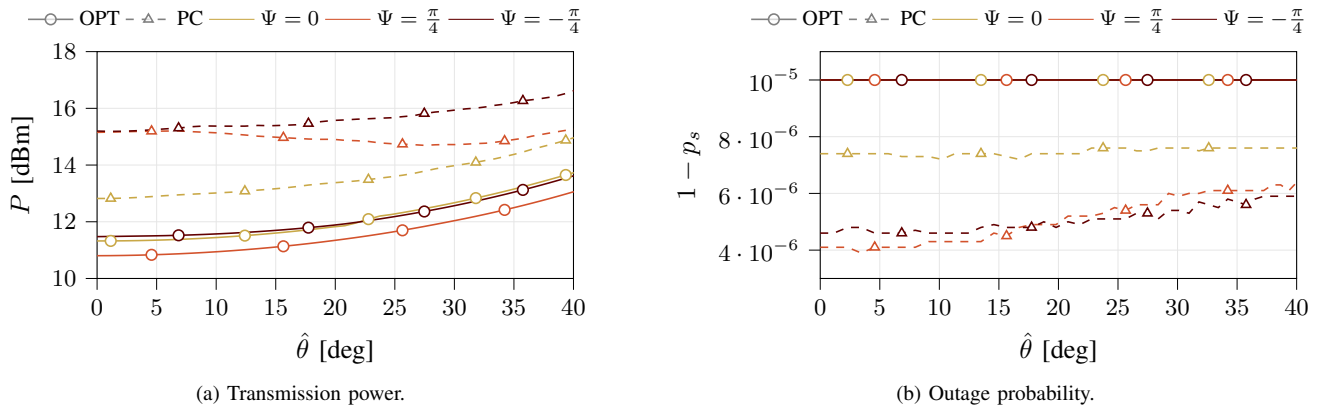 OPT PC Ψ = 0 Ψ = π/4 Ψ = −π/4
18
16
14
12
10
P [dBm]
0 5 10 15 20 25 30 35 40
θ̂ [deg]
(a) Transmission power.
OPT PC Ψ = 0 Ψ = π/4 Ψ = −π/4
10⁻⁵
8 · 10⁻⁶
6 · 10⁻⁶
4 · 10⁻⁶
1 − pₛ
0 5 10 15 20 25 30 35 40
θ̂ [deg]
(b) Outage probability.